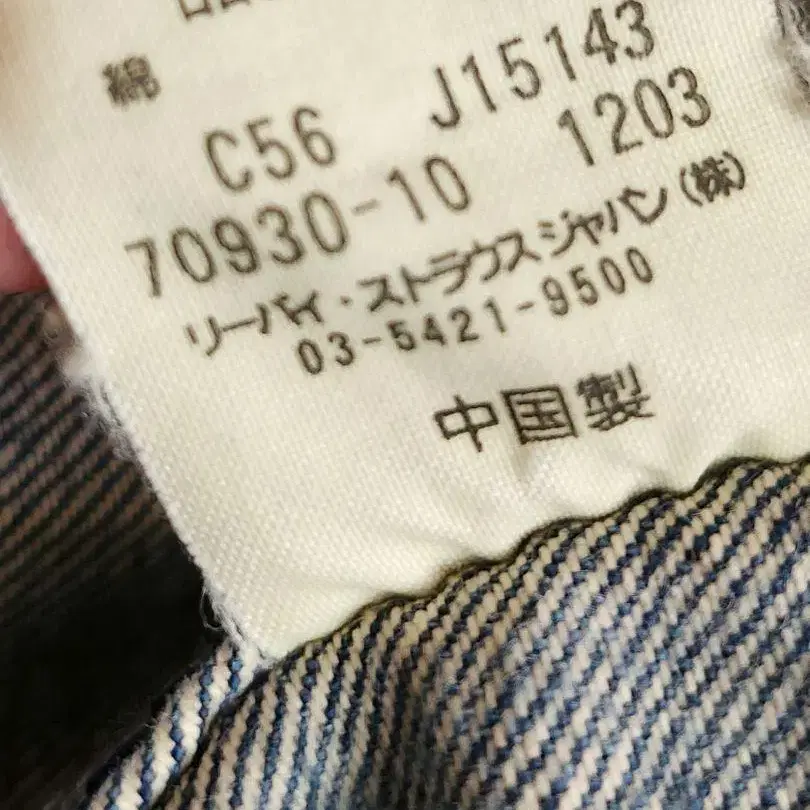 綿
C56 J15143
70930-10 1203
リーバイ・ストラウス ジャパン(株)
03-5421-9500
中国製